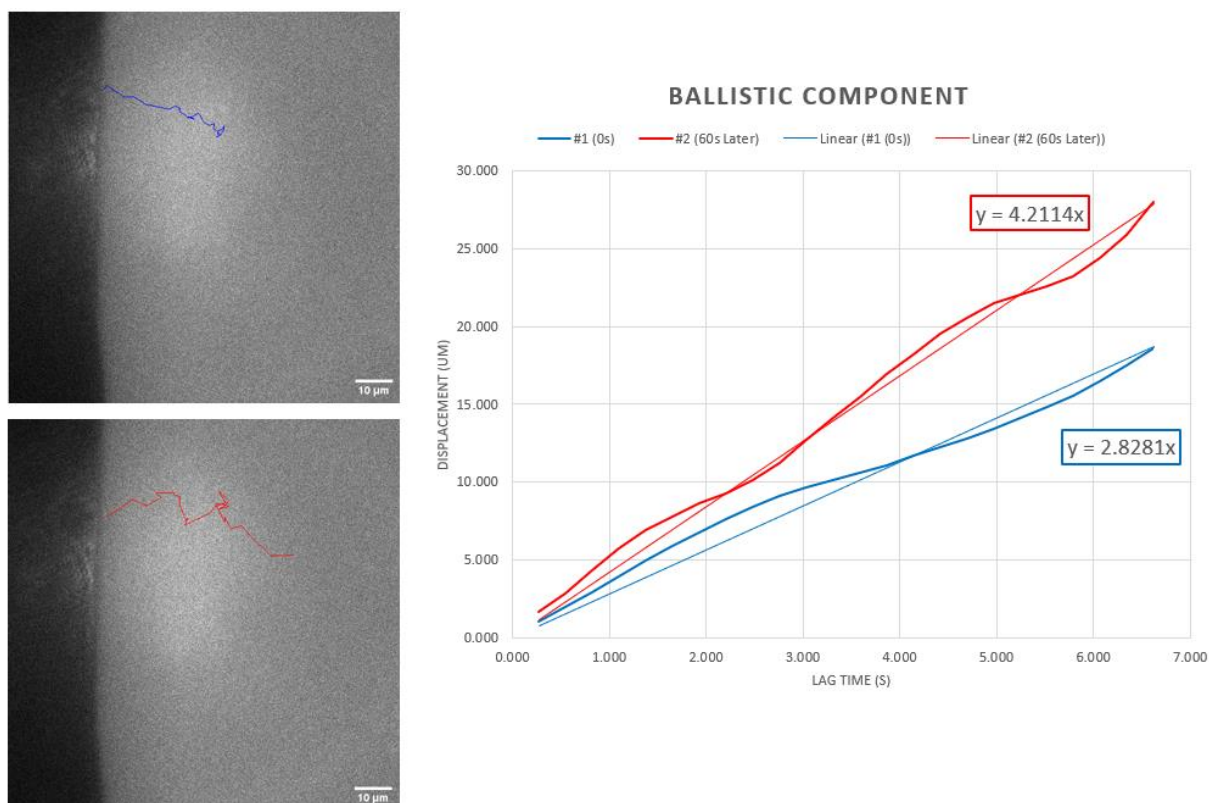 10 µm
10 µm
BALLISTIC COMPONENT
#1 (0s) #2 (60s Later) Linear (#1 (0s)) Linear (#2 (60s Later))
30.000
25.000
20.000
15.000
10.000
5.000
0.000
DISPLACEMENT (UM)
y = 4.2114x
y = 2.8281x
0.000 1.000 2.000 3.000 4.000 5.000 6.000 7.000
LAG TIME (S)